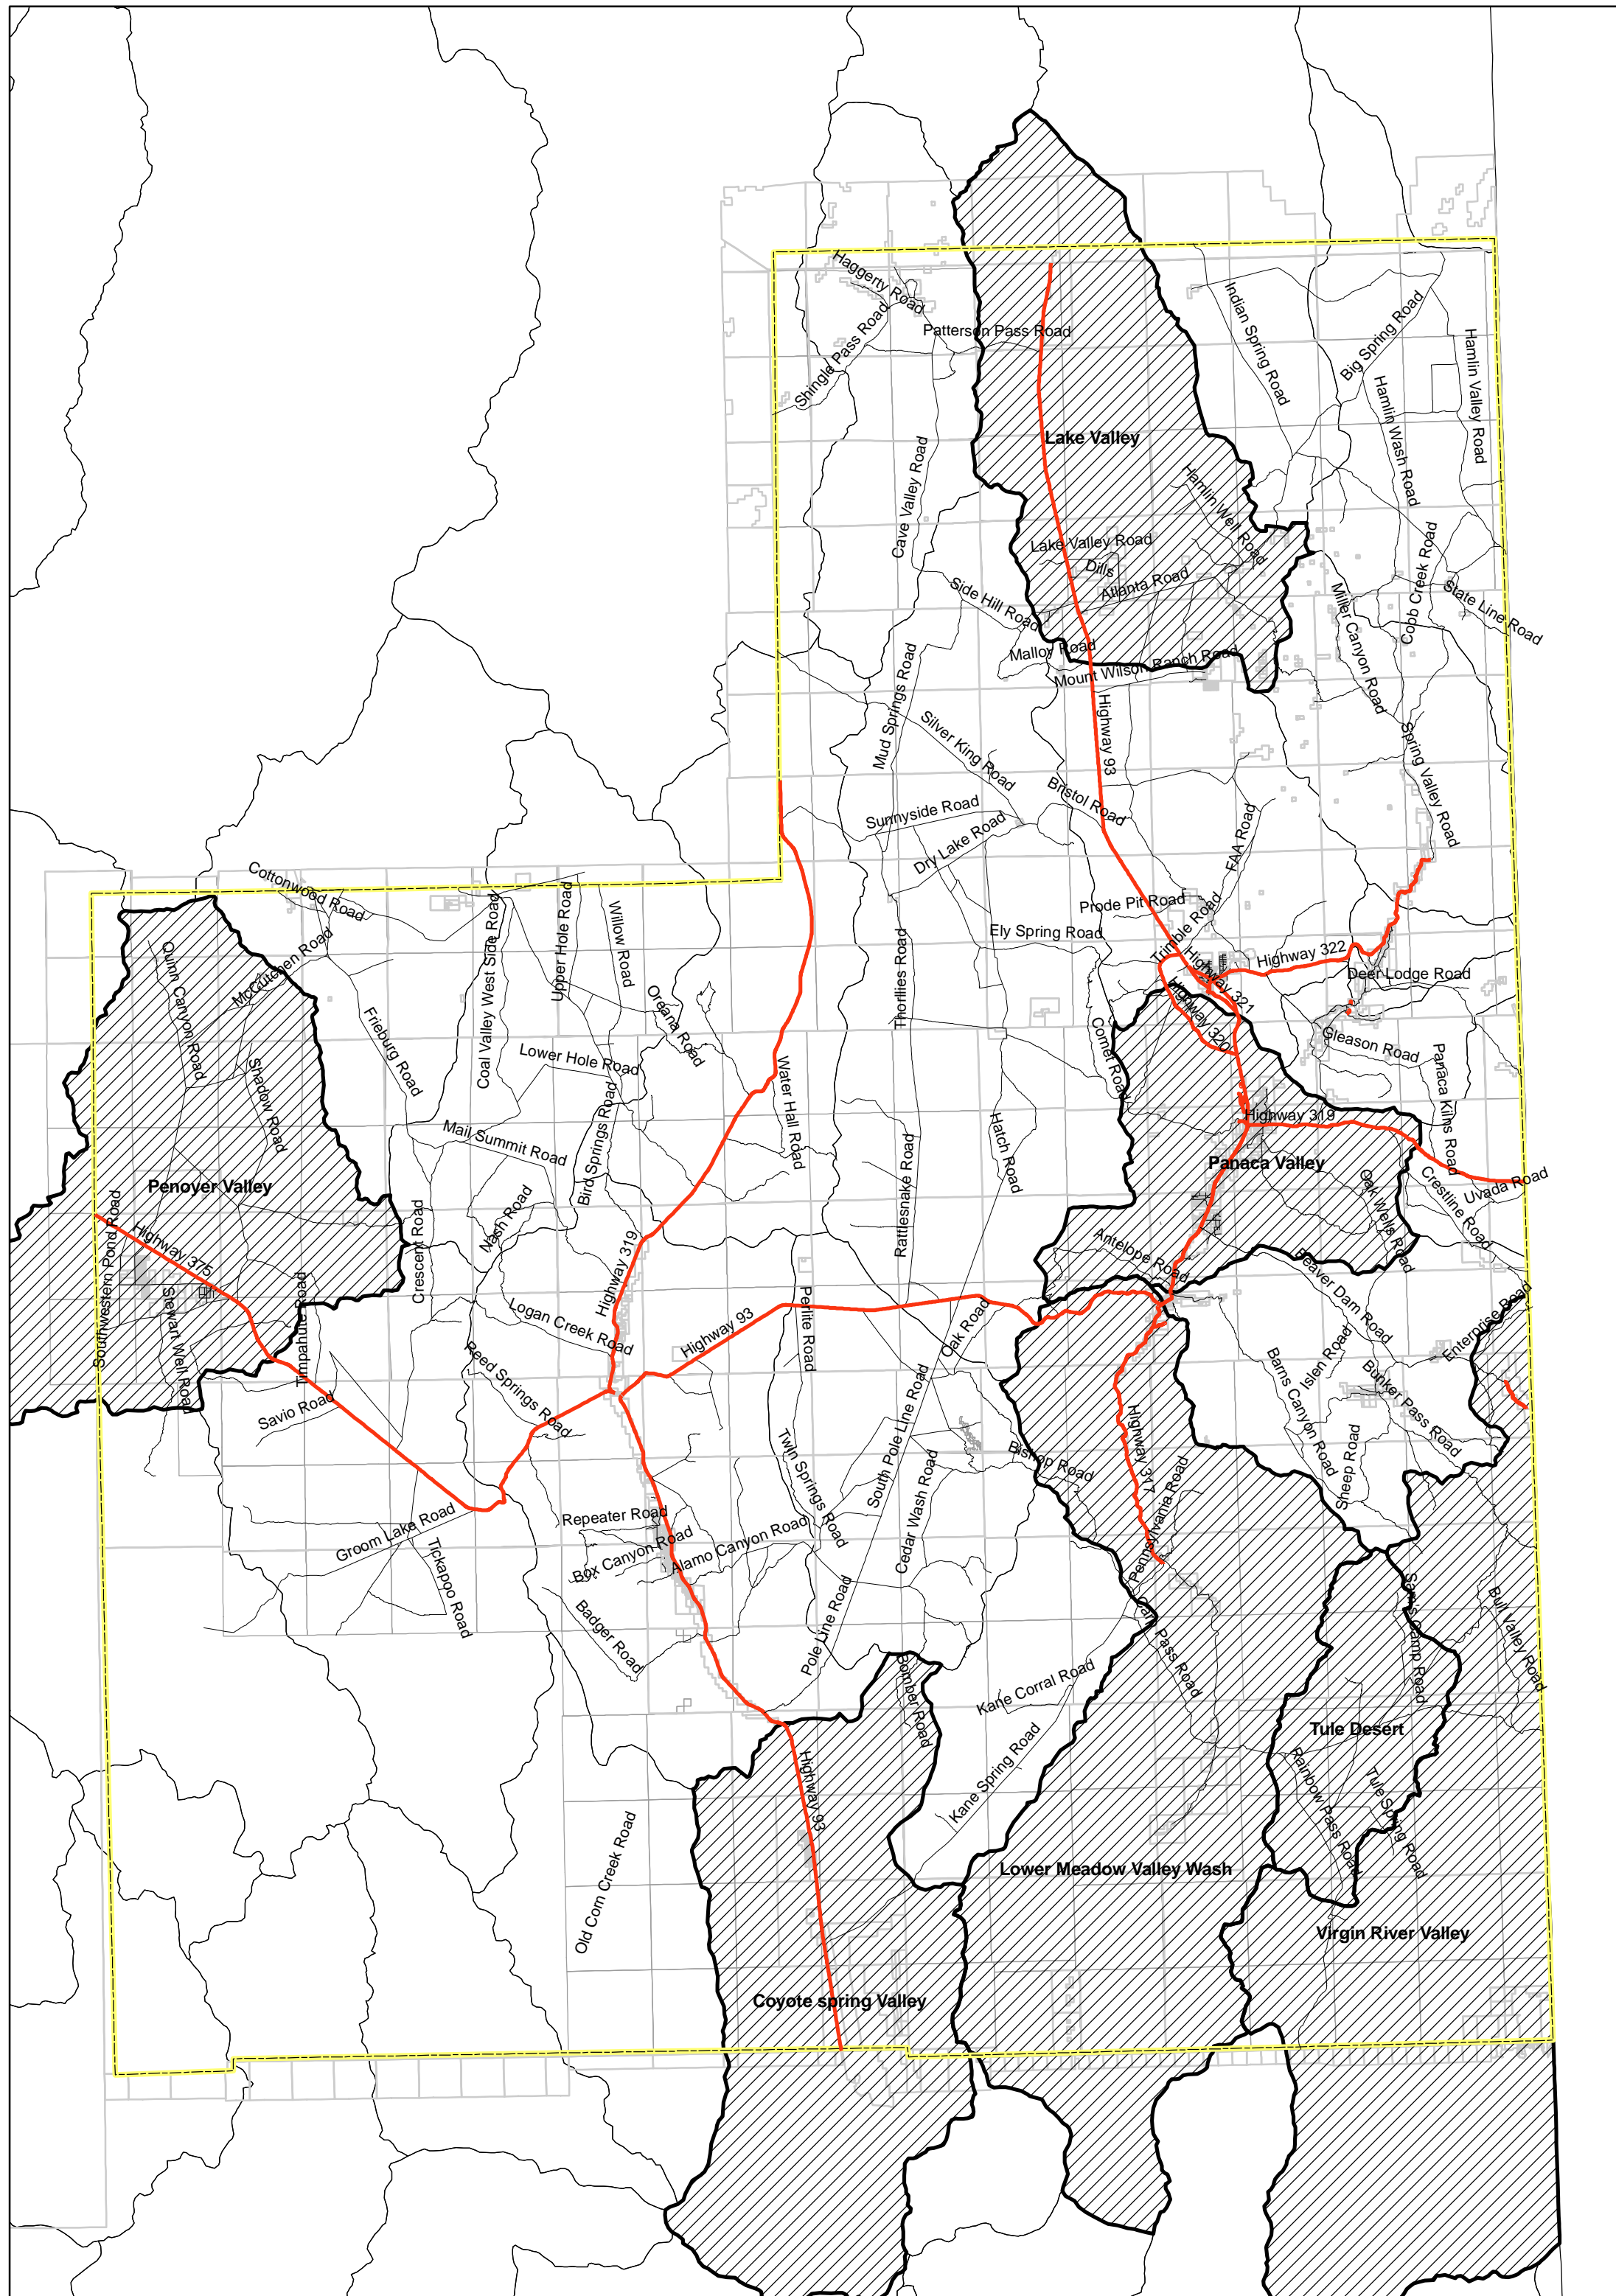 Haggerty Road
Patterson Pass Road
Shingle Pass Road
Indian Spring Road
Big Spring Road
Hamlin Valley Road
Hamlin Wash Road
Lake Valley
Cave Valley Road
Hamlin Well Road
Lake Valley Road
Dills
Atlanta Road
Side Hill Road
Cobb Creek Road
State Line Road
Miller Canyon Road
Malloy Road
Mount Wilson Ranch Road
Mud Springs Road
Silver King Road
Highway 93
Spring Valley Road
Bristol Road
Sunnyside Road
Dry Lake Road
FAA Road
Cottonwood Road
Prode Pit Road
Coal Valley West Side Road
Upper Hole Road
Willow Road
Ely Spring Road
Trimble Road
Highway 322
Quinn Canyon Road
McCutchen Road
Thorllies Road
Highway 321
Deer Lodge Road
Highway 320
Frieburg Road
Oreana Road
Gleason Road
Comet Road
Shadow Road
Lower Hole Road
Water Hall Road
Panaca Kilns Road
Bird Springs Road
Highway 319
Mail Summit Road
Hatch Road
Rattlesnake Road
Panaca Valley
Penoyer Valley
Oak Wells Road
Crestline Road
Uvada Road
Southwestern Pond Road
Highway 375
Crescent Road
Nash Road
Highway 319
Antelope Road
Beaver Dam Road
Stewart Well Road
Timpahute Road
Logan Creek Road
Highway 93
Perlite Road
Oak Road
Enterprise Road
Islen Road
Reed Springs Road
Barns Canyon Road
Bunker Pass Road
Savio Road
South Pole Line Road
Highway 317
Twin Springs Road
Bishop Road
Sheep Road
Cedar Wash Road
Pennsylvania Road
Groom Lake Road
Repeater Road
Box Canyon Road
Alamo Canyon Road
Tickapoo Road
Badger Road
Pole Line Road
Pass Road
Sam's Camp Road
Bull Valley Road
Bomber Road
Kane Corral Road
Tule Desert
Kane Spring Road
Highway 93
Rainbow Pass Road
Tule Spring Road
Old Corn Creek Road
Lower Meadow Valley Wash
Virgin River Valley
Coyote spring Valley